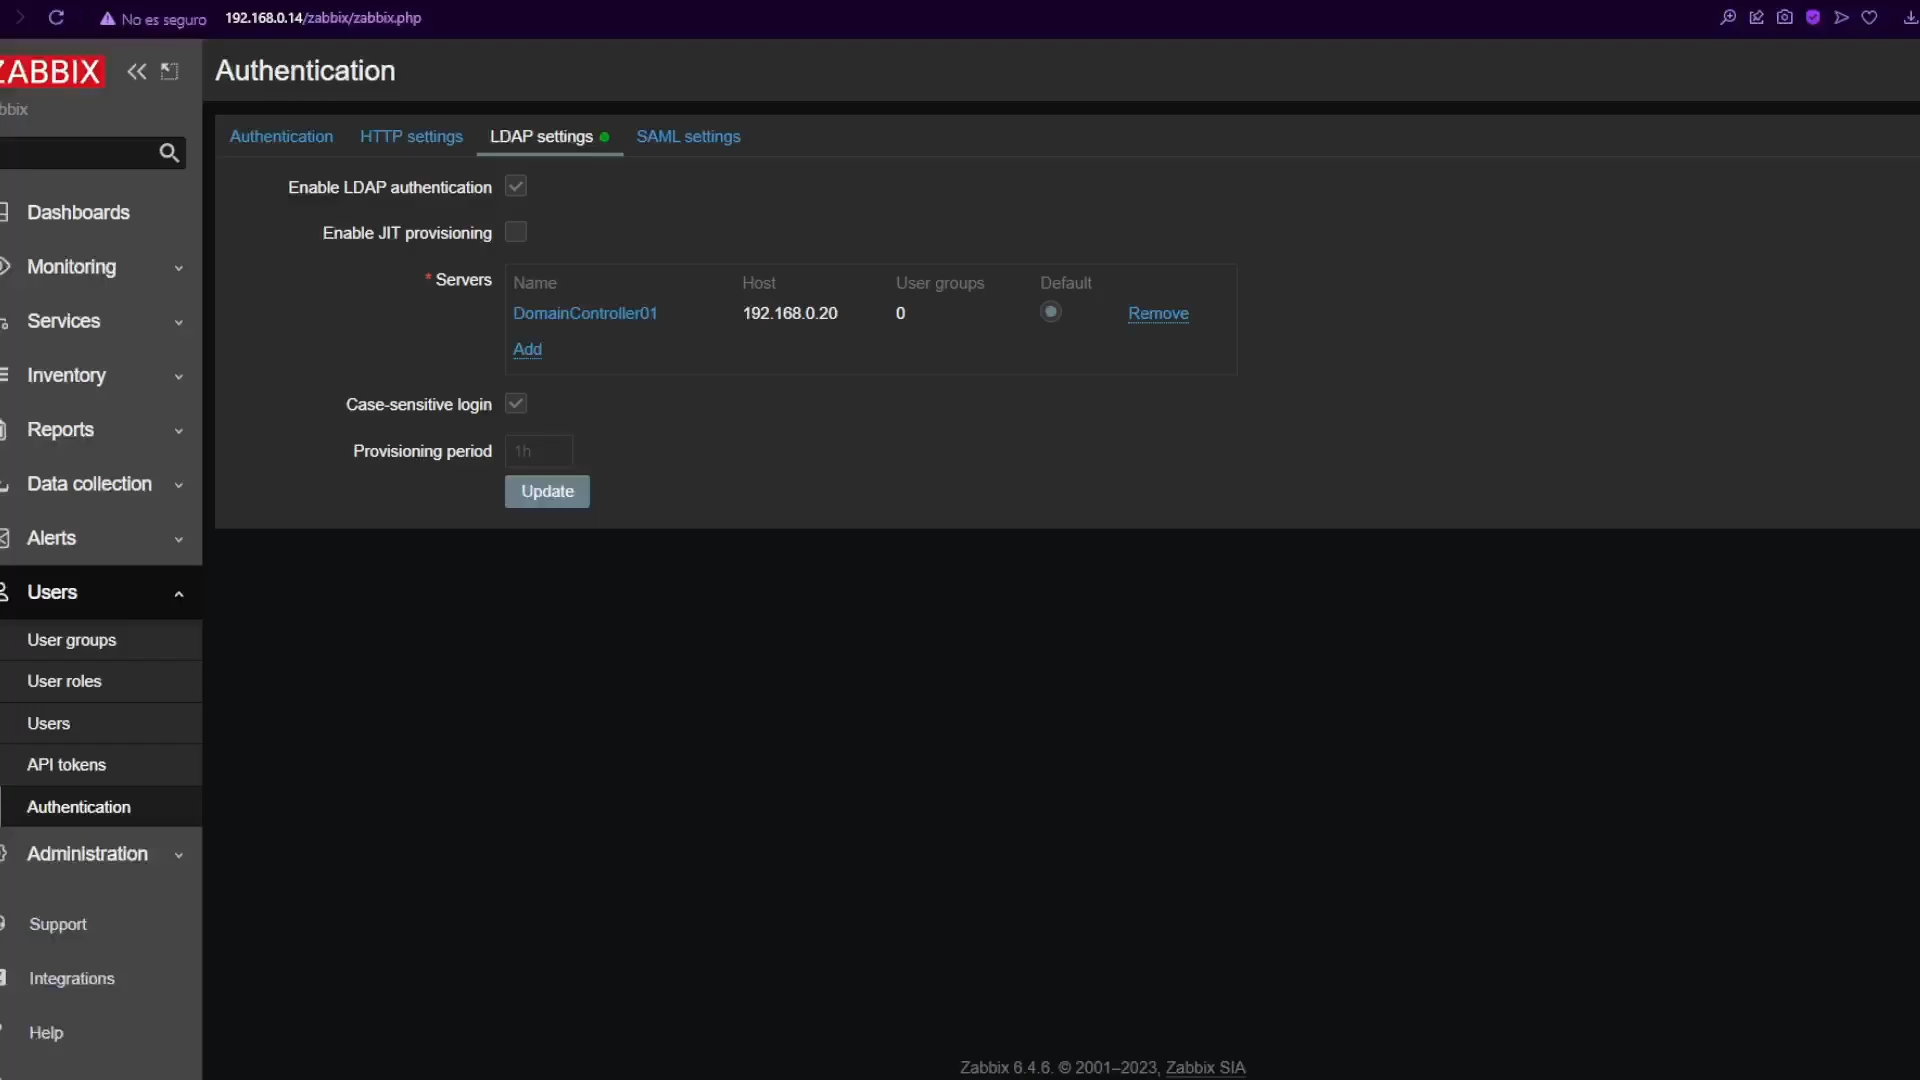 No es seguro 192.168.0.14/zabbix/zabbix.php
ZABBIX
Authentication
bbix
Authentication HTTP settings LDAP settings SAML settings
Enable LDAP authentication
Enable JIT provisioning
* Servers
Name Host User groups Default
DomainController01 192.168.0.20 0 Remove
Add
Case-sensitive login
Provisioning period 1h
Update
Dashboards
Monitoring
Services
Inventory
Reports
Data collection
Alerts
Users
User groups
User roles
Users
API tokens
Authentication
Administration
Support
Integrations
Help
Zabbix 6.4.6. © 2001–2023, Zabbix SIA